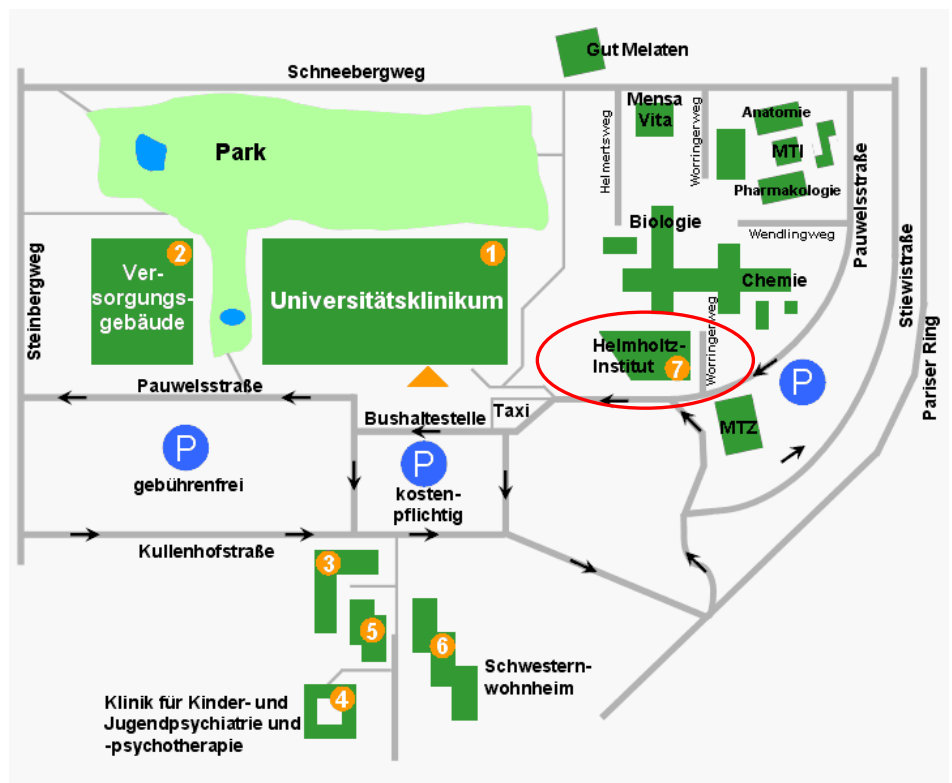 Gut Melaten
Schneebergweg
Mensa
Vita
Helmertsweg
Worringerweg
Anatomie
MTI
Pharmakologie
Pauwelsstraße
Stiewistraße
Pariser Ring
Park
Biologie
Wendlingweg
Steinbergweg
2
Ver-
sorgungs-
gebäude
1
Universitätsklinikum
Chemie
Worringerweg
Helmholtz-
Institut
7
P
Pauwelsstraße
Taxi
Bushaltestelle
MTZ
P
gebührenfrei
P
kosten-
pflichtig
Kullenhofstraße
3
5
6
Schwestern-
wohnheim
4
Klinik für Kinder- und
Jugendpsychiatrie und
-psychotherapie